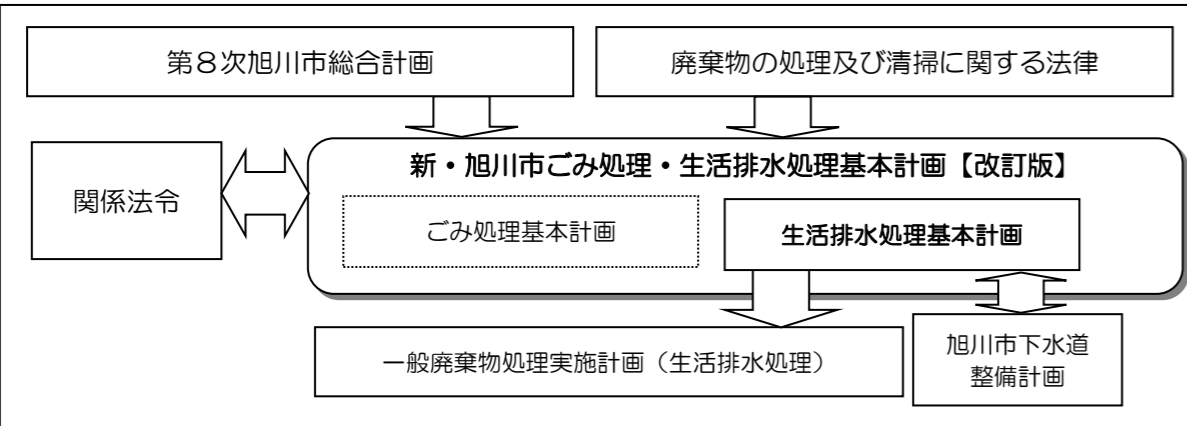 第８次旭川市総合計画
廃棄物の処理及び清掃に関する法律
関係法令
新・旭川市ごみ処理・生活排水処理基本計画【改訂版】
ごみ処理基本計画
生活排水処理基本計画
一般廃棄物処理実施計画（生活排水処理）
旭川市下水道
整備計画